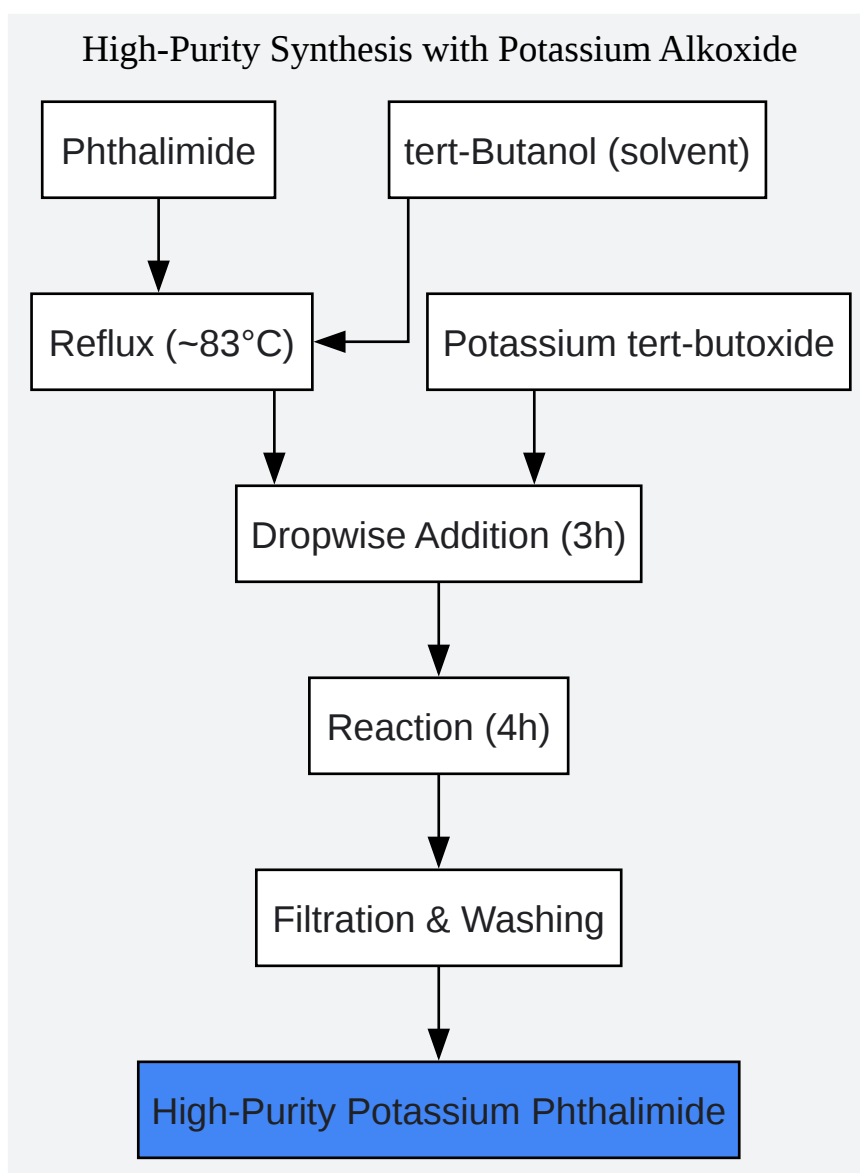 High-Purity Synthesis with Potassium Alkoxide
Phthalimide
tert-Butanol (solvent)
Reflux (~83°C)
Potassium tert-butoxide
Dropwise Addition (3h)
Reaction (4h)
Filtration & Washing
High-Purity Potassium Phthalimide